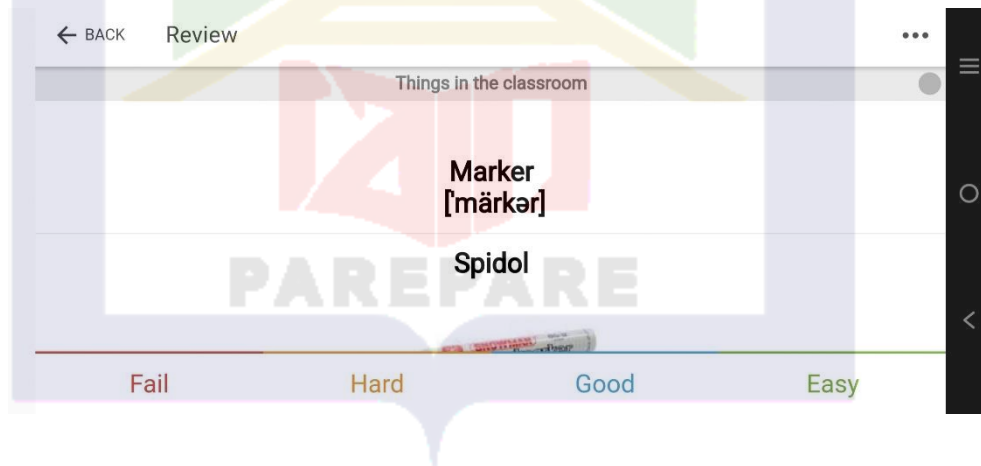 ← BACK Review •••
Things in the classroom
Marker
['märkər]
Spidol
PAREPARE
Fail Hard Good Easy